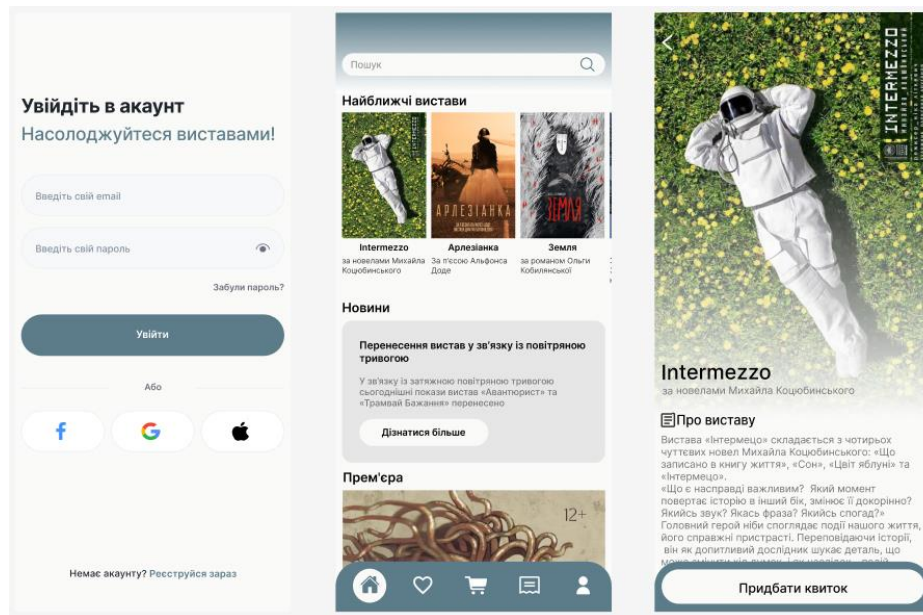 Увійдіть в акаунт
Насолоджуйтеся виставами!
Введіть свій email
Введіть свій пароль
Забули пароль?
Увійти
Або
Немає акаунту? Реєструйся зараз
Пошук
Найближчі вистави
INTERMEZZO
АРЛЕЗІАНКА
ЗЕМЛЯ
Intermezzo
за новелами Михайла
Коцюбинського
Арлезіанка
За п'єсою Альфонса
Доде
Земля
за романом Ольги
Кобилянської
Новини
Перенесення вистав у зв'язку із повітряною
тривогою
У зв'язку із затяжною повітряною тривогою
сьогоднішні покази вистав «Авантюрист» та
«Трамвай Бажання» перенесено
Дізнатися більше
Прем'єра
12+
INTERMEZZO
МИХАЙЛО КОЦЮБИНСЬКИЙ
Intermezzo
за новелами Михайла Коцюбинського
Про виставу
Вистава «Інтермецо» складається з чотирьох
чуттєвих новел Михайла Коцюбинського: «Що
записано в книгу життя», «Сон», «Цвіт яблуні» та
«Інтермецо».
«Що є насправді важливим? Який момент
повертає історію в інший бік, змінює її докорінно?
Якийсь звук? Якась фраза? Якийсь спогад?»
Головний герой ніби споглядає події нашого життя,
його справжні пристрасті. Переповідаючи історії,
він як допитливий дослідник шукає деталь, що
Придбати квиток